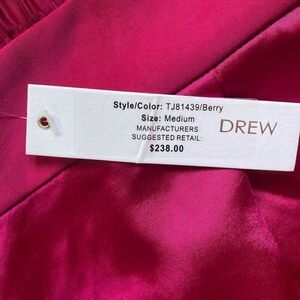 Style/Color: TJ81439/Berry
Size: Medium
MANUFACTURERS
SUGGESTED RETAIL:
$238.00
DREW